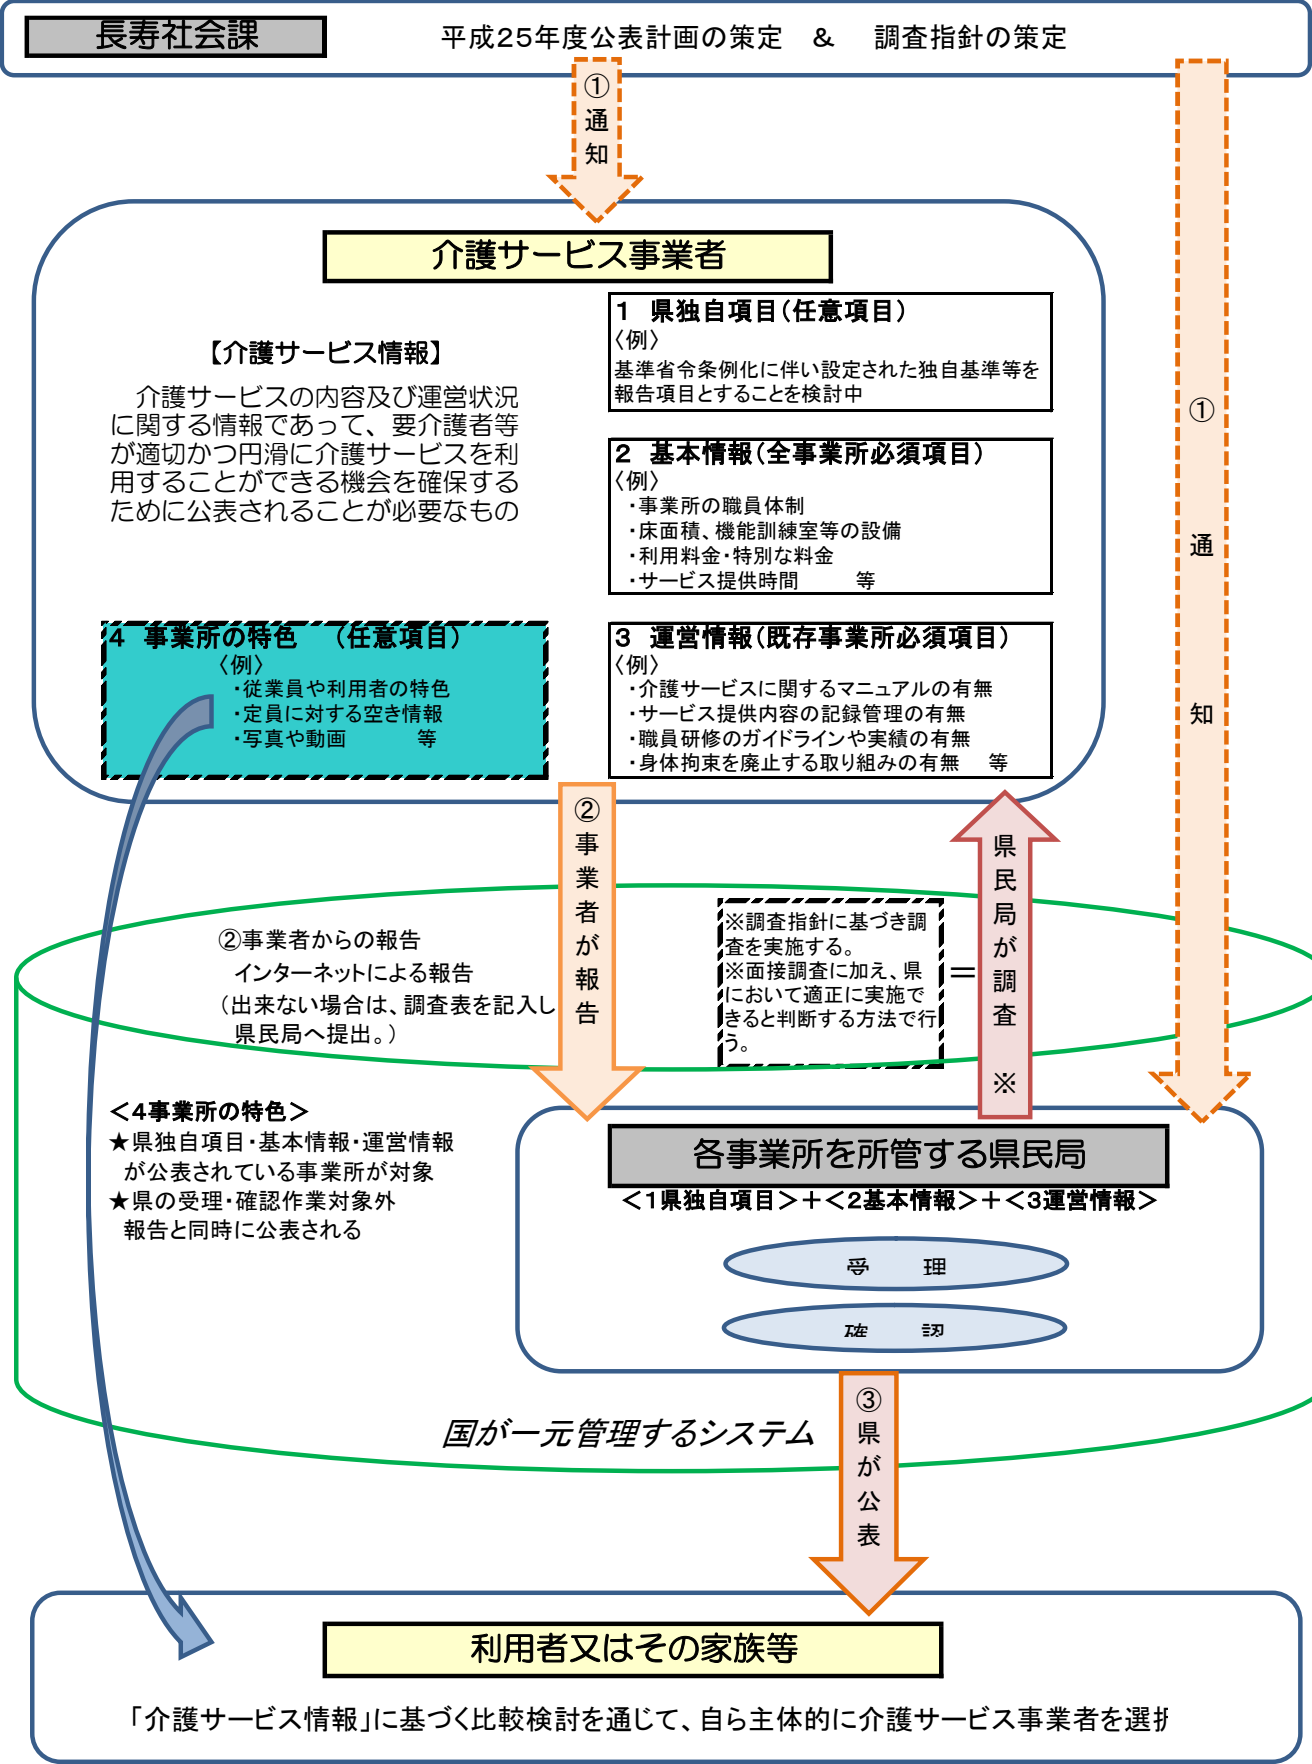 長寿社会課
平成25年度公表計画の策定　＆　調査指針の策定
①通知
①通知
介護サービス事業者
【介護サービス情報】
介護サービスの内容及び運営状況
に関する情報であって、要介護者等
が適切かつ円滑に介護サービスを利
用することができる機会を確保する
ために公表されることが必要なもの
1　県独自項目(任意項目)
〈例〉
基準省令条例化に伴い設定された独自基準等を
報告項目とすることを検討中
2　基本情報(全事業所必須項目)
〈例〉
・事業所の職員体制
・床面積、機能訓練室等の設備
・利用料金・特別な料金
・サービス提供時間　　等
4　事業所の特色　(任意項目)
〈例〉
・従業員や利用者の特色
・定員に対する空き情報
・写真や動画　　　等
3　運営情報(既存事業所必須項目)
〈例〉
・介護サービスに関するマニュアルの有無
・サービス提供内容の記録管理の有無
・職員研修のガイドラインや実績の有無
・身体拘束を廃止する取り組みの有無　等
②事業者が報告
県民局が調査　※
②事業者からの報告
インターネットによる報告
(出来ない場合は、調査表を記入し
県民局へ提出。)
※調査指針に基づき調
査を実施する。
※面接調査に加え、県
において適正に実施で
きると判断する方法で行
う。
＝
＜4事業所の特色＞
★県独自項目・基本情報・運営情報
が公表されている事業所が対象
★県の受理・確認作業対象外
報告と同時に公表される
各事業所を所管する県民局
＜1県独自項目＞＋＜2基本情報＞＋＜3運営情報＞
受　理
確　認
国が一元管理するシステム
③県が公表
利用者又はその家族等
「介護サービス情報」に基づく比較検討を通じて、自ら主体的に介護サービス事業者を選択